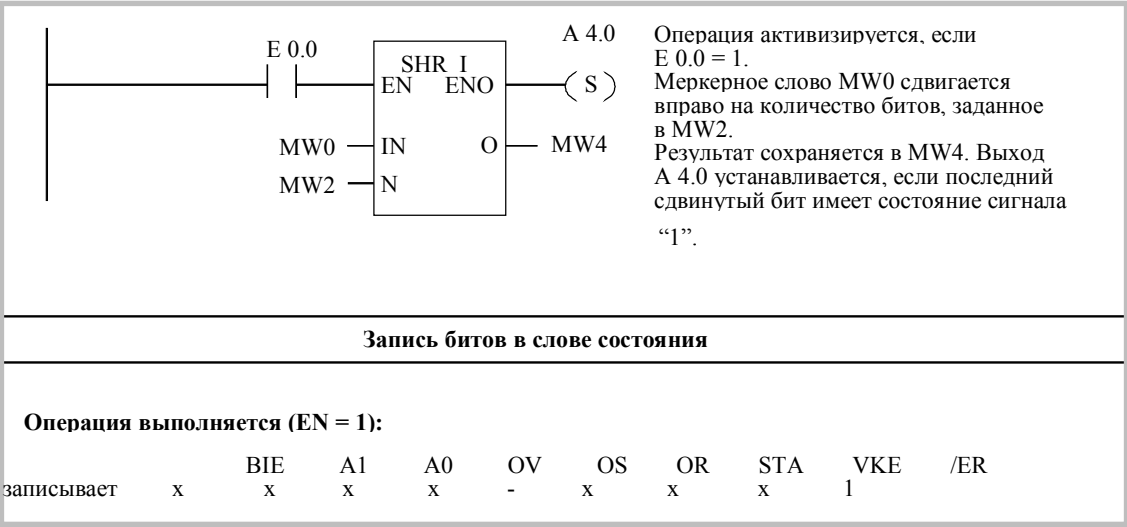 E 0.0
SHR_I
EN ENO
A 4.0
( S )
MW0
IN
O
MW4
MW2
N
Операция активизируется, если
E 0.0 = 1.
Меркерное слово MW0 сдвигается
вправо на количество битов, заданное
в MW2.
Результат сохраняется в MW4. Выход
A 4.0 устанавливается, если последний
сдвинутый бит имеет состояние сигнала
“1”.
Запись битов в слове состояния
Операция выполняется (EN = 1):
BIE A1 A0 OV OS OR STA VKE /ER
записывает x x x x - x x x 1